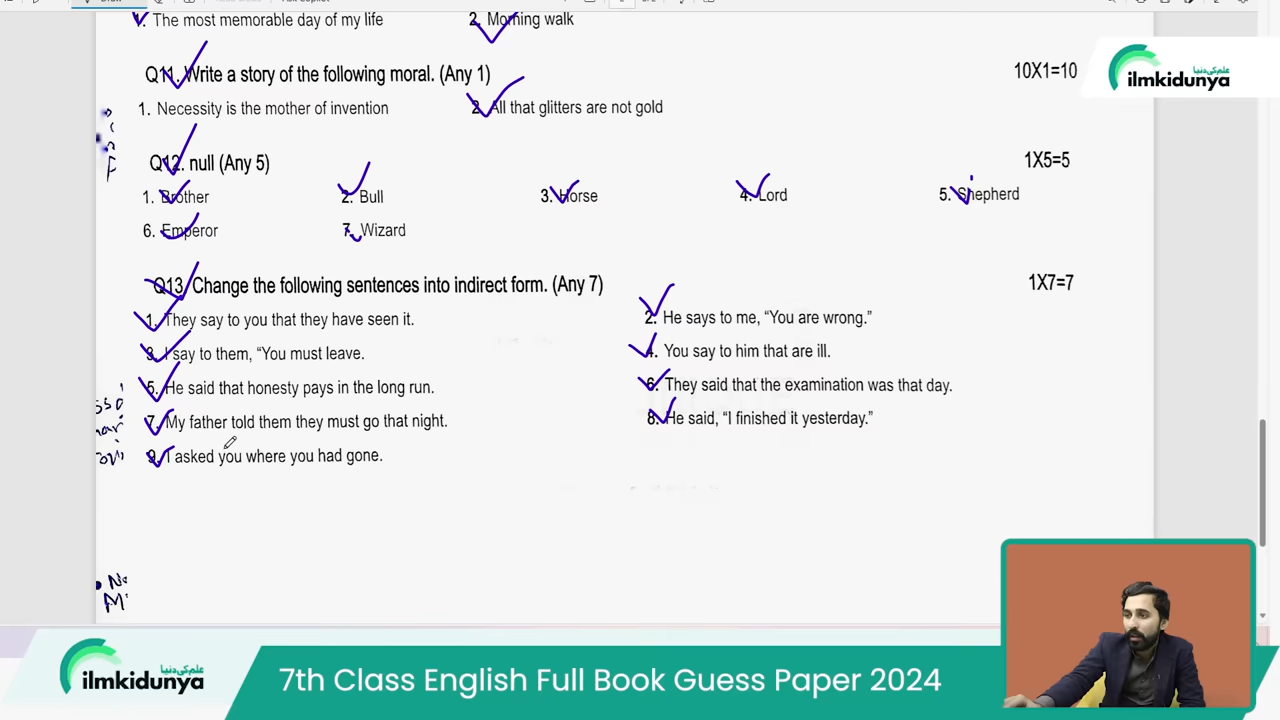 1. The most memorable day of my life 2. Morning walk
Q11. Write a story of the following moral. (Any 1) 10X1=10
1. Necessity is the mother of invention 2. All that glitters are not gold
Q12. null (Any 5) 1X5=5
1. Brother 2. Bull 3. Horse 4. Lord 5. Shepherd
6. Emperor 7. Wizard
Q13. Change the following sentences into indirect form. (Any 7) 1X7=7
1. They say to you that they have seen it. 2. He says to me, “You are wrong.”
3. I say to them, “You must leave. 4. You say to him that are ill.
5. He said that honesty pays in the long run. 6. They said that the examination was that day.
7. My father told them they must go that night. 8. He said, “I finished it yesterday.”
9. I asked you where you had gone.
علم کی دنیا
ilmkidunya
علم کی دنیا
ilmkidunya
7th Class English Full Book Guess Paper 2024